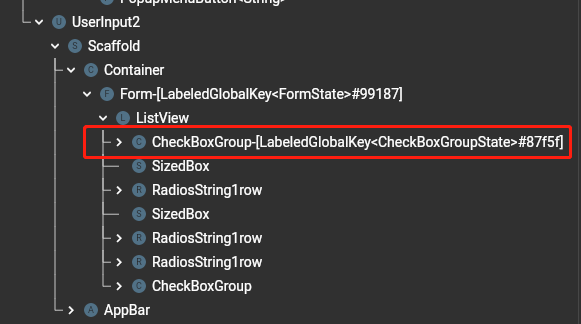 PopupMenuButton<String>
U UserInput2
S Scaffold
C Container
F Form-[LabeledGlobalKey<FormState>#99187]
L ListView
C CheckBoxGroup-[LabeledGlobalKey<CheckBoxGroupState>#87f5f]
S SizedBox
R RadiosString1row
S SizedBox
R RadiosString1row
R RadiosString1row
C CheckBoxGroup
A AppBar